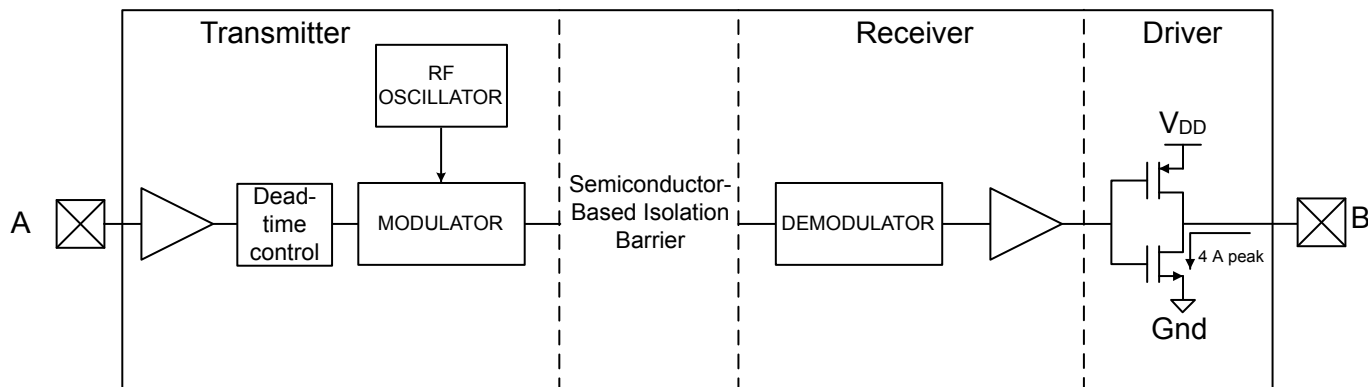 Transmitter
Receiver
Driver
RF
OSCILLATOR
VDD
A
Dead-
time
control
MODULATOR
Semiconductor-
Based Isolation
Barrier
DEMODULATOR
B
4 A peak
Gnd